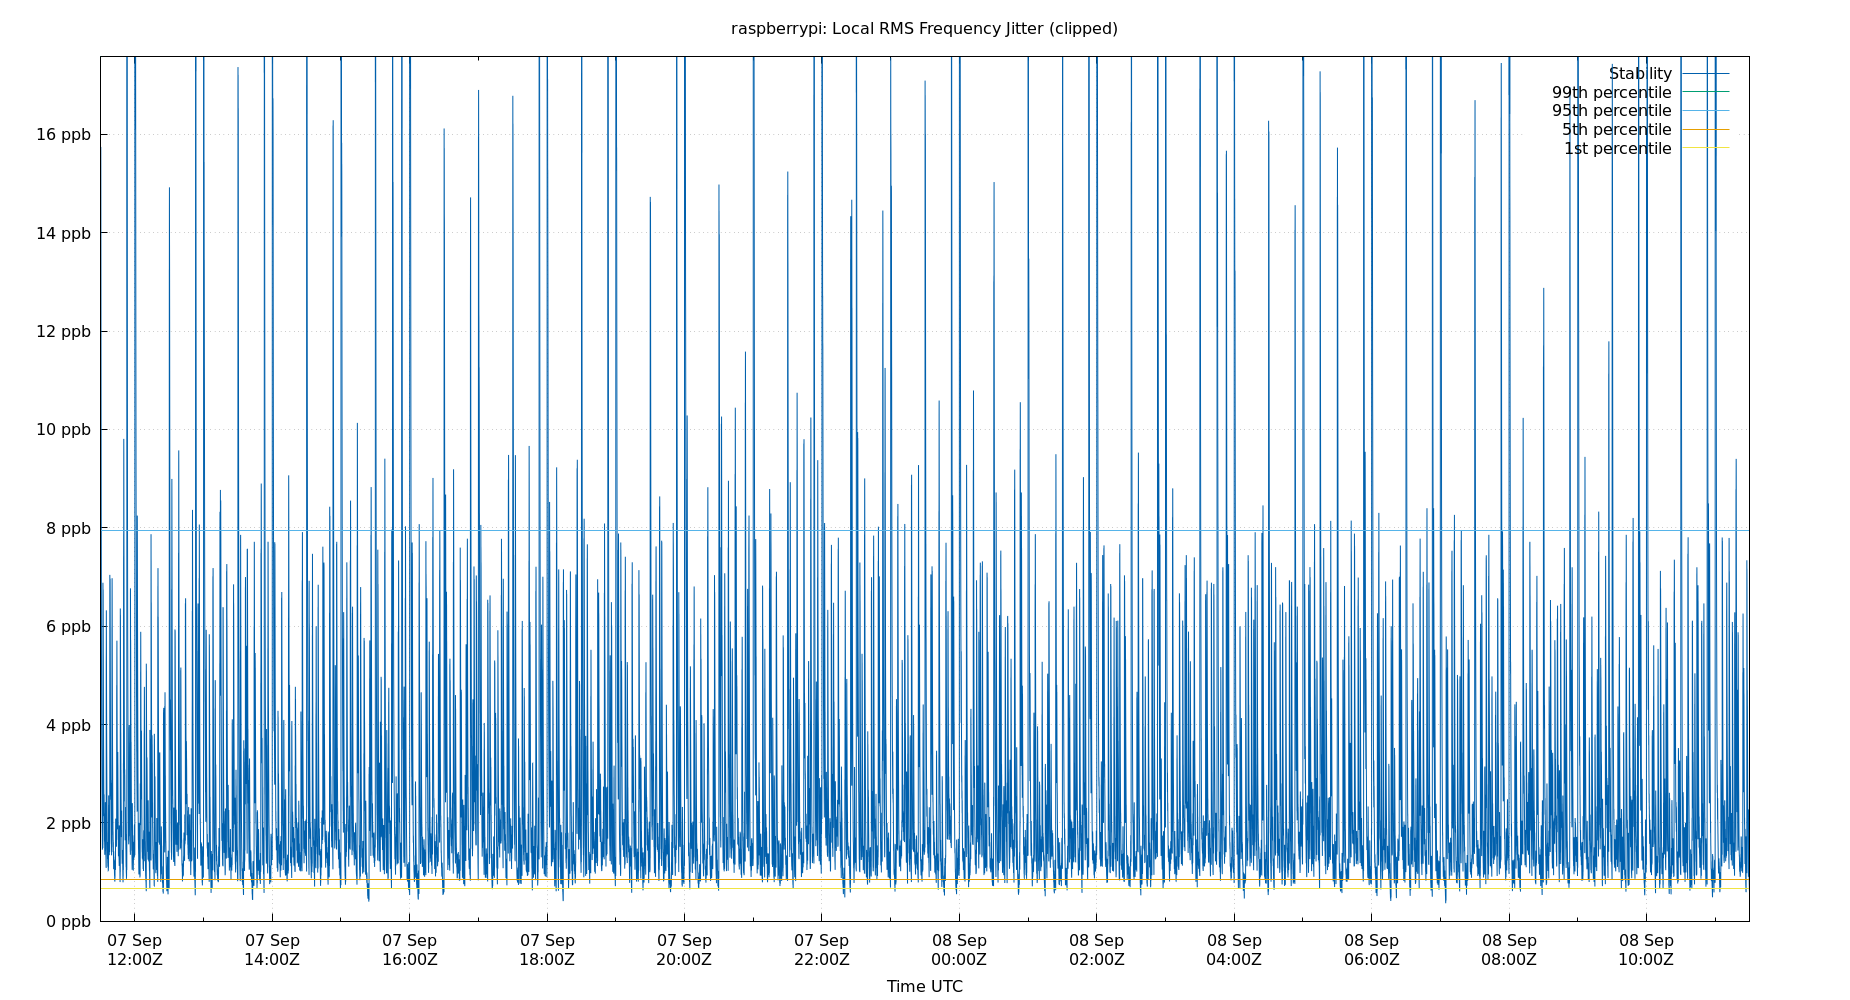 raspberrypi: Local RMS Frequency Jitter (clipped)
Stability
99th percentile
95th percentile
5th percentile
1st percentile
16 ppb
14 ppb
12 ppb
10 ppb
8 ppb
6 ppb
4 ppb
2 ppb
0 ppb
07 Sep 07 Sep 07 Sep 07 Sep 07 Sep 07 Sep 08 Sep 08 Sep 08 Sep 08 Sep 08 Sep 08 Sep
12:00Z 14:00Z 16:00Z 18:00Z 20:00Z 22:00Z 00:00Z 02:00Z 04:00Z 06:00Z 08:00Z 10:00Z
Time UTC